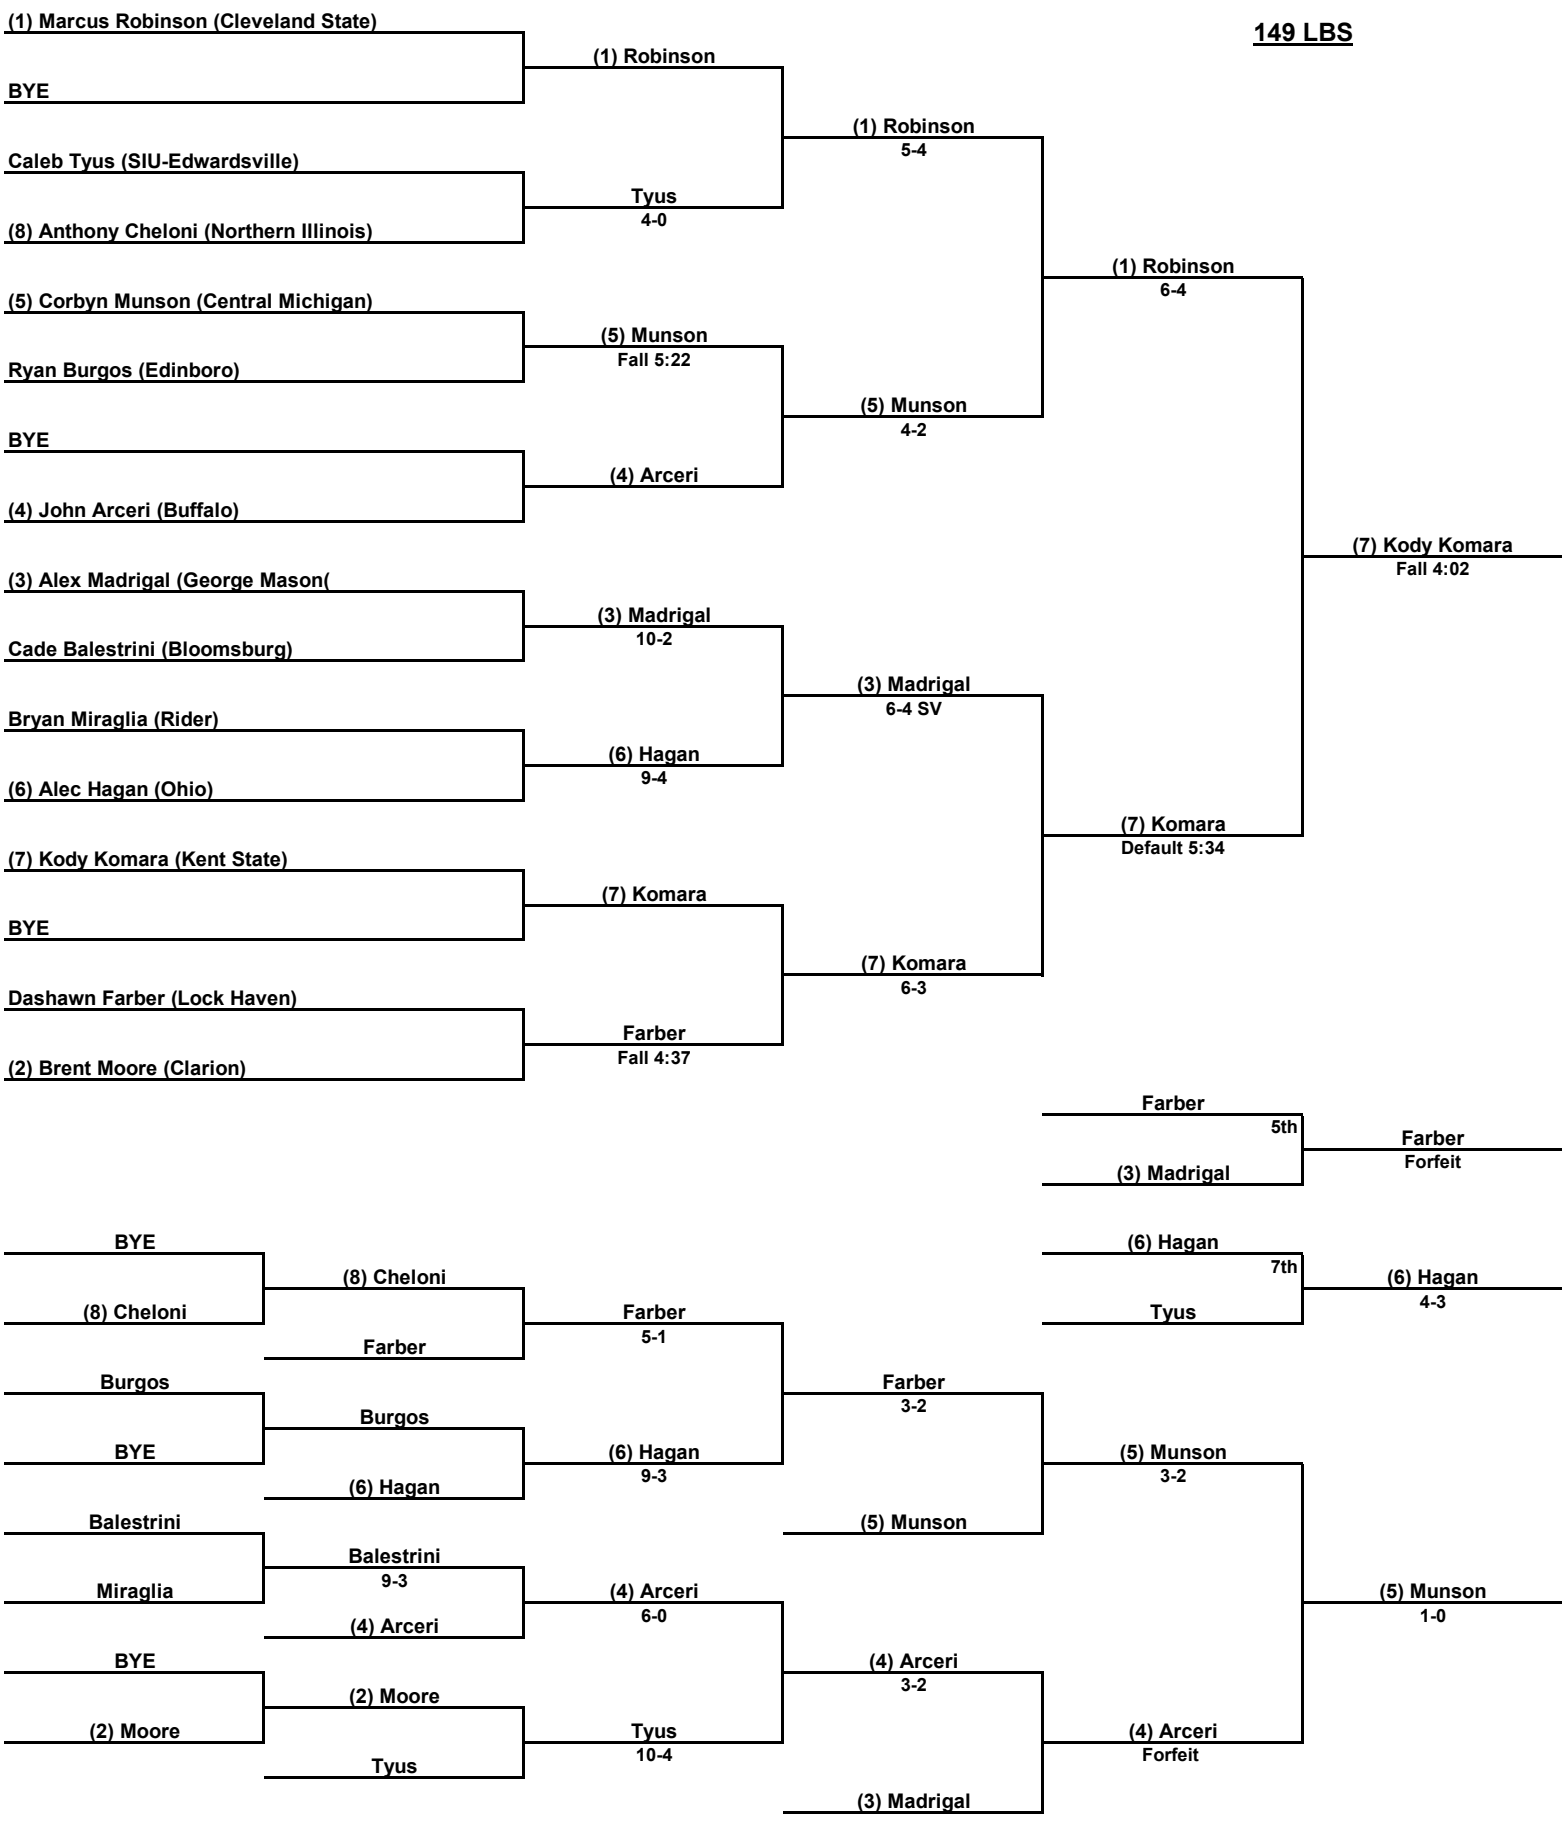 (1) Marcus Robinson (Cleveland State)
149 LBS
(1) Robinson
BYE
(1) Robinson
5-4
Caleb Tyus (SIU-Edwardsville)
Tyus
4-0
(8) Anthony Cheloni (Northern Illinois)
(1) Robinson
6-4
(5) Corbyn Munson (Central Michigan)
(5) Munson
Fall 5:22
Ryan Burgos (Edinboro)
(5) Munson
4-2
BYE
(4) Arceri
(4) John Arceri (Buffalo)
(7) Kody Komara
Fall 4:02
(3) Alex Madrigal (George Mason(
(3) Madrigal
10-2
Cade Balestrini (Bloomsburg)
(3) Madrigal
6-4 SV
Bryan Miraglia (Rider)
(6) Hagan
9-4
(6) Alec Hagan (Ohio)
(7) Komara
Default 5:34
(7) Kody Komara (Kent State)
(7) Komara
BYE
(7) Komara
6-3
Dashawn Farber (Lock Haven)
Farber
Fall 4:37
(2) Brent Moore (Clarion)
Farber
5th
Farber
Forfeit
(3) Madrigal
BYE
(6) Hagan
7th
(8) Cheloni
(6) Hagan
4-3
(8) Cheloni
Farber
5-1
Tyus
Farber
Burgos
Farber
3-2
Burgos
BYE
(6) Hagan
9-3
(5) Munson
3-2
(6) Hagan
Balestrini
(5) Munson
Balestrini
9-3
Miraglia
(4) Arceri
6-0
(5) Munson
1-0
(4) Arceri
BYE
(4) Arceri
3-2
(2) Moore
(2) Moore
Tyus
10-4
(4) Arceri
Forfeit
Tyus
(3) Madrigal